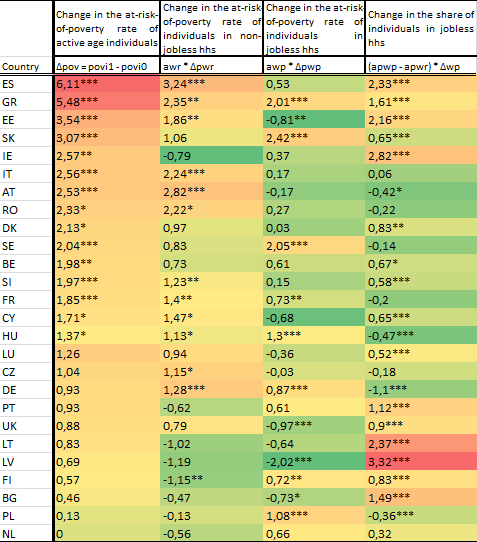 Change in the at-risk-of-poverty rate of active age individuals | Change in the at-risk-of-poverty rate of individuals in non-jobless hhs | Change in the at-risk-of-poverty rate of individuals in jobless hhs | Change in the share of individuals in jobless hhs
Country | Δpov = povi1 - povi0 | awr * Δpwr | awp * Δpwp | (apwp - apwr) * Δwp
ES 6,11*** 3,24*** 0,53 2,33***
GR 5,48*** 2,35** 2,01*** 1,61***
EE 3,54*** 1,86** -0,81** 2,16***
SK 3,07*** 1,06 2,42*** 0,65***
IE 2,57** -0,79 0,37 2,82***
IT 2,56*** 2,24*** 0,17 0,06
AT 2,53*** 2,82*** -0,17 -0,42*
RO 2,33* 2,22* 0,27 -0,22
DK 2,13* 0,97 0,03 0,83**
SE 2,04*** 0,83 2,05*** -0,14
BE 1,98** 0,73 0,61 0,67*
SI 1,97*** 1,23** 0,15 0,58***
FR 1,85*** 1,4** 0,73** -0,2
CY 1,71* 1,47* -0,68 0,65***
HU 1,37* 1,13* 1,3*** -0,47***
LU 1,26 0,94 -0,36 0,52***
CZ 1,04 1,15* -0,03 -0,18
DE 0,93 1,28*** 0,87*** -1,1***
PT 0,93 -0,62 0,61 1,12***
UK 0,88 0,79 -0,97*** 0,9***
LT 0,83 -1,02 -0,64 2,37***
LV 0,69 -1,19 -2,02*** 3,32***
FI 0,57 -1,15** 0,72** 0,83***
BG 0,46 -0,47 -0,73* 1,49***
PL 0,13 -0,13 1,08*** -0,36***
NL 0 -0,56 0,66 0,32